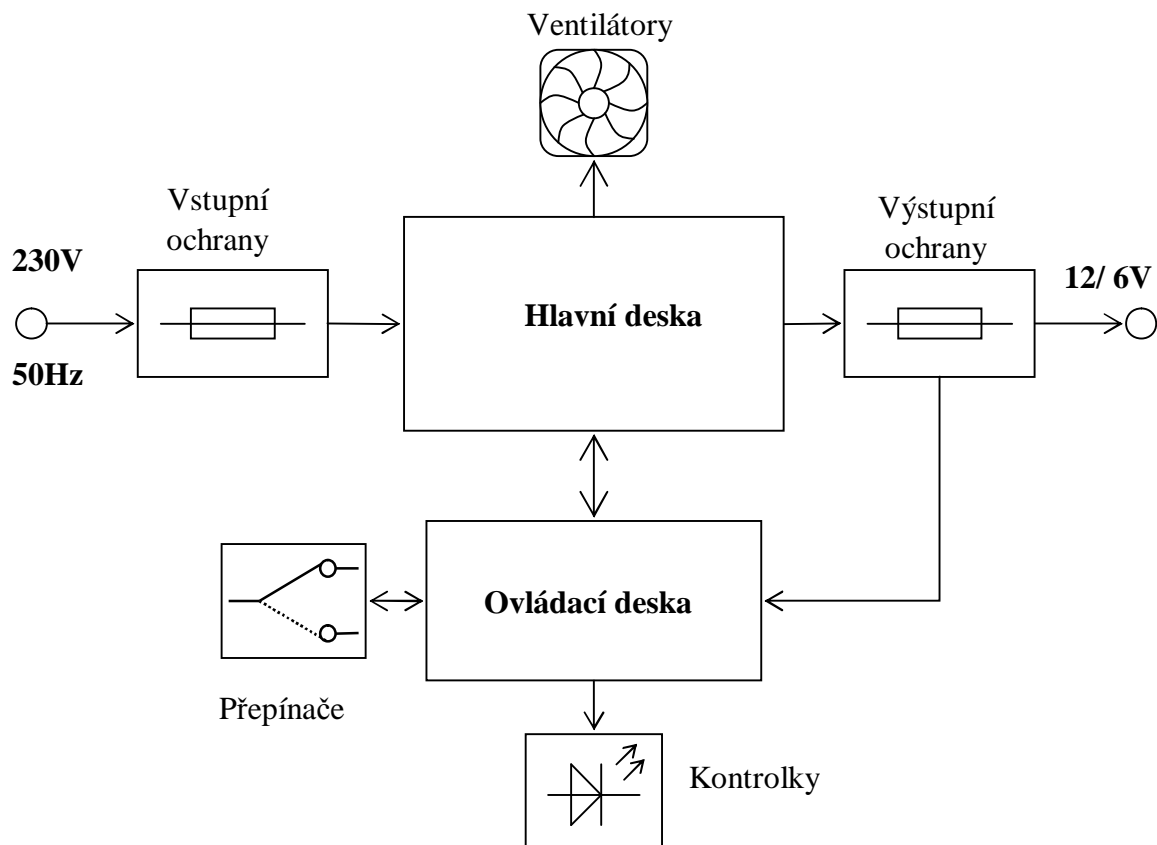 Ventilátory
Vstupní
ochrany
Výstupní
ochrany
230V
12/ 6V
Hlavní deska
50Hz
Ovládací deska
Přepínače
Kontrolky